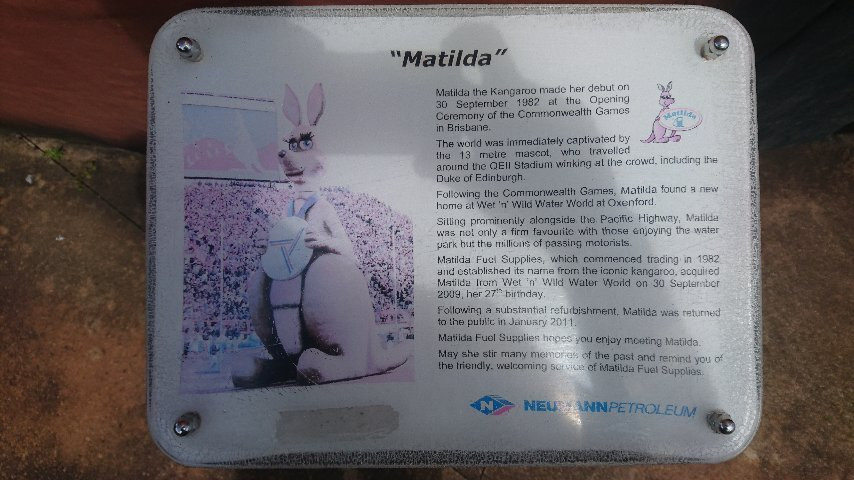 "Matilda"
Matilda the Kangaroo made her debut on
30 September 1982 at the Opening
Ceremony of the Commonwealth Games
in Brisbane.
Matilda
The world was immediately captivated by
the 13 metre mascot, who travelled
around the QEII Stadium winking at the crowd, including the
Duke of Edinburgh.
Following the Commonwealth Games, Matilda found a new
home at Wet 'n' Wild Water World at Oxenford.
Sitting prominently alongside the Pacific Highway, Matilda
was not only a firm favourite with those enjoying the water
park but the millions of passing motorists.
Matilda Fuel Supplies, which commenced trading in 1982
and established its name from the iconic kangaroo, acquired
Matilda from Wet 'n' Wild Water World on 30 September
2009, her 27th birthday.
Following a substantial refurbishment, Matilda was returned
to the public in January 2011.
Matilda Fuel Supplies hopes you enjoy meeting Matilda.
May she stir many memories of the past and remind you of
the friendly, welcoming service of Matilda Fuel Supplies.
N NEUMANN PETROLEUM